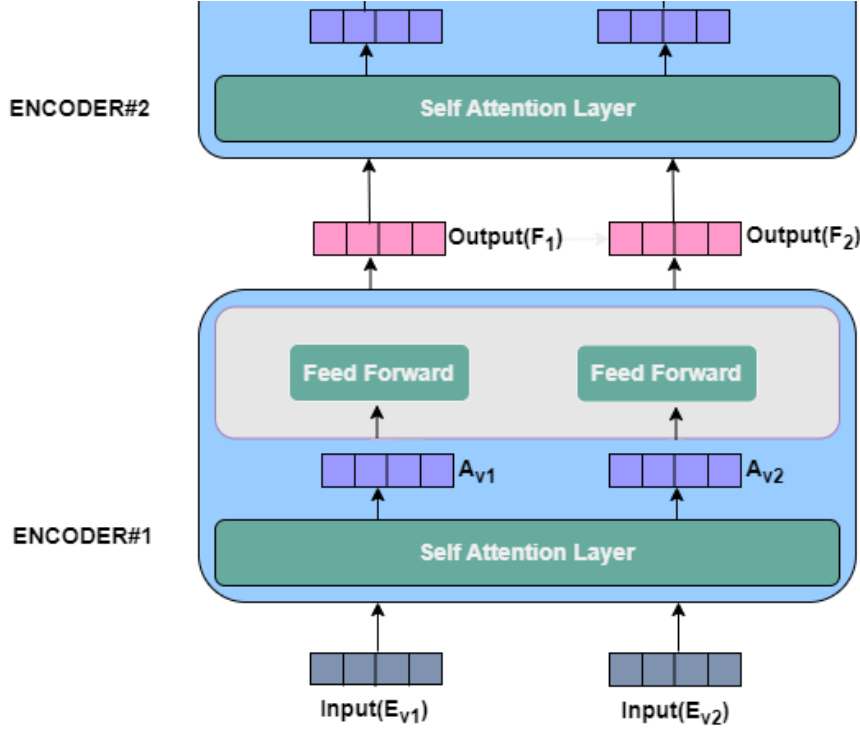 ENCODER#2
Self Attention Layer
Output(F₁)
Output(F₂)
Feed Forward
Feed Forward
Aᵥ₁
Aᵥ₂
ENCODER#1
Self Attention Layer
Input(Eᵥ₁)
Input(Eᵥ₂)